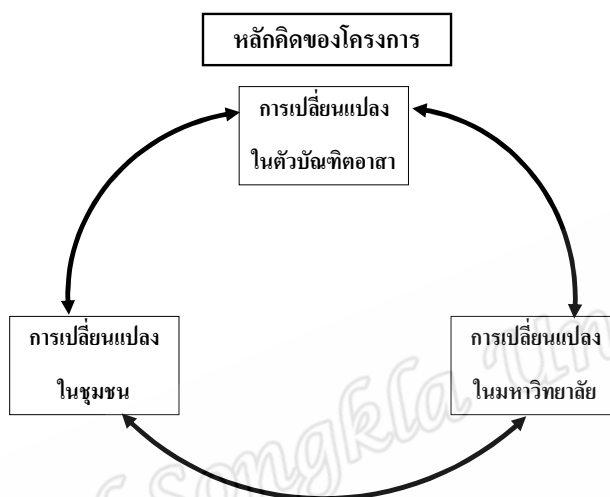 หลักคิดของโครงการ
การเปลี่ยนแปลง
ในตัวบัณฑิตอาสา
การเปลี่ยนแปลง
ในชุมชน
การเปลี่ยนแปลง
ในมหาวิทยาลัย
Songkla Un